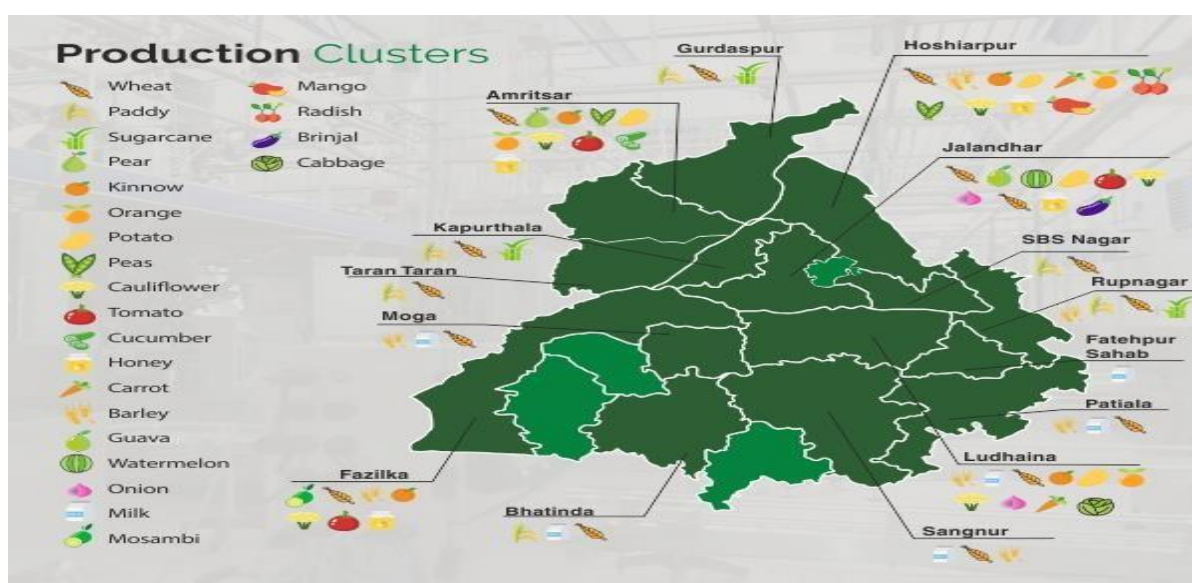 Production Clusters
Wheat
Paddy
Sugarcane
Pear
Kinnow
Orange
Potato
Peas
Cauliflower
Tomato
Cucumber
Honey
Carrot
Barley
Guava
Watermelon
Onion
Milk
Mosambi
Mango
Radish
Brinjal
Cabbage
Gurdaspur
Hoshiarpur
Amritsar
Jalandhar
Kapurthala
SBS Nagar
Taran Taran
Rupnagar
Moga
Fatehpur
Sahab
Patiala
Ludhaina
Fazilka
Bhatinda
Sangnur